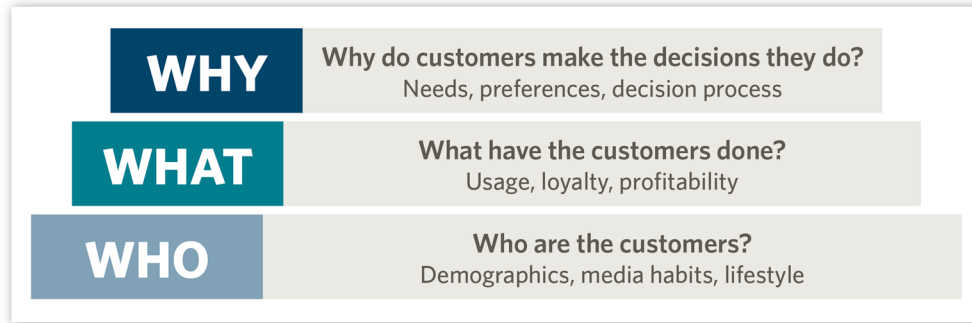 WHY
Why do customers make the decisions they do?
Needs, preferences, decision process
WHAT
What have the customers done?
Usage, loyalty, profitability
WHO
Who are the customers?
Demographics, media habits, lifestyle